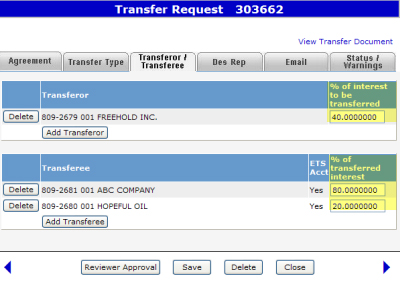 Transfer Request 303662
View Transfer Document
Agreement
Transfer Type
Transferor /
Transferee
Des Rep
Email
Status /
Warnings
Transferor
% of interest
to be
transferred
Delete 809-2679 001 FREEHOLD INC. 40.0000000
Add Transferor
Transferee
ETS
Acct
% of
transferred
interest
Delete 809-2681 001 ABC COMPANY Yes 80.0000000
Delete 809-2680 001 HOPEFUL OIL Yes 20.0000000
Add Transferee
Reviewer Approval Save Delete Close